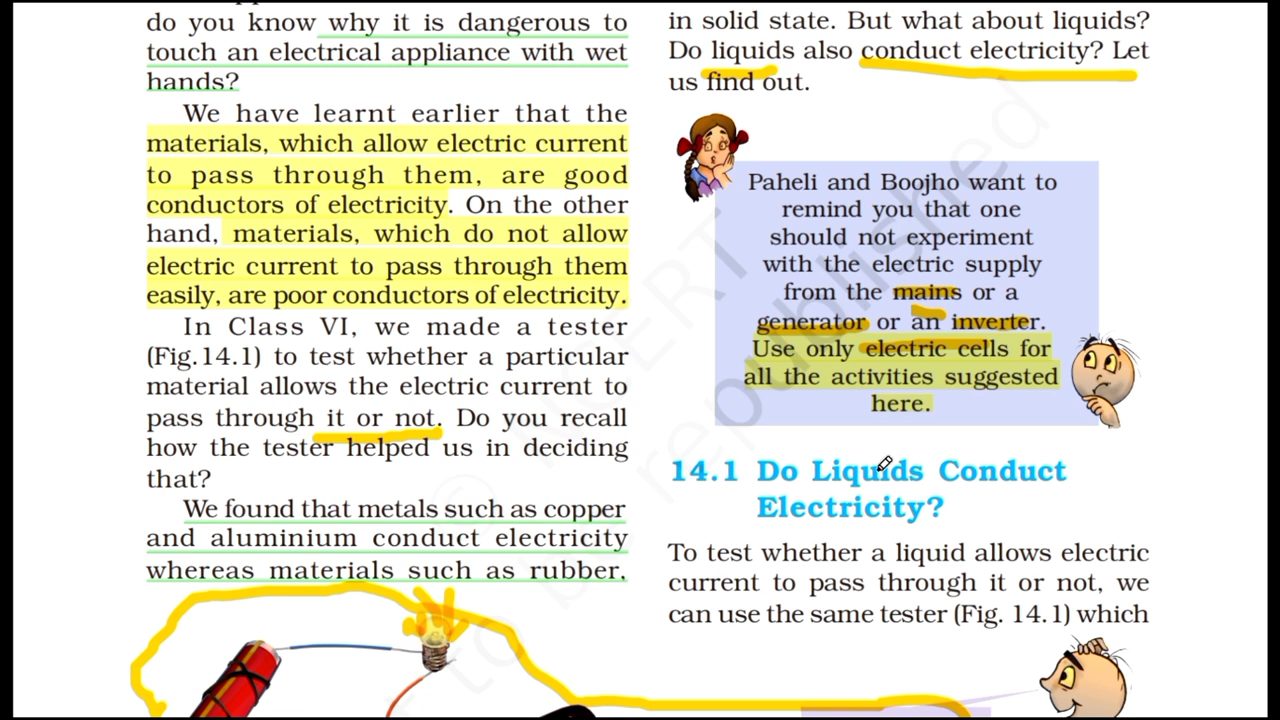 do you know why it is dangerous to
touch an electrical appliance with wet
hands?
We have learnt earlier that the
materials, which allow electric current
to pass through them, are good
conductors of electricity. On the other
hand, materials, which do not allow
electric current to pass through them
easily, are poor conductors of electricity.
In Class VI, we made a tester
(Fig.14.1) to test whether a particular
material allows the electric current to
pass through it or not. Do you recall
how the tester helped us in deciding
that?
We found that metals such as copper
and aluminium conduct electricity
whereas materials such as rubber,
in solid state. But what about liquids?
Do liquids also conduct electricity? Let
us find out.
Paheli and Boojho want to
remind you that one
should not experiment
with the electric supply
from the mains or a
generator or an inverter.
Use only electric cells for
all the activities suggested
here.
14.1 Do Liquids Conduct
Electricity?
To test whether a liquid allows electric
current to pass through it or not, we
can use the same tester (Fig. 14.1) which
© NCERT
to be republished